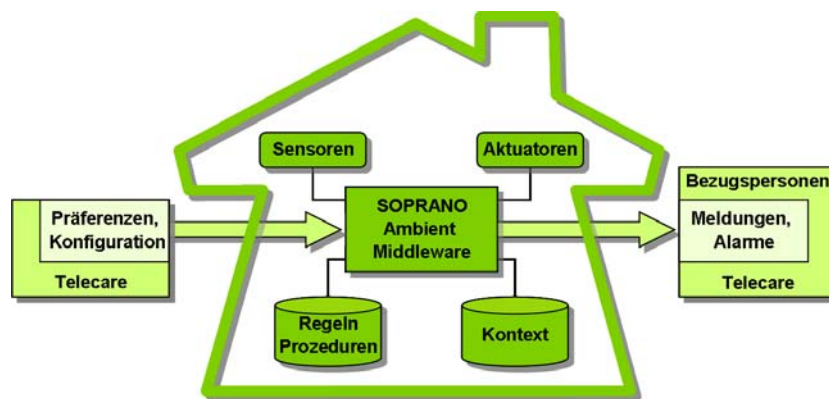 Sensoren
Aktuatoren
Präferenzen,
Konfiguration
Telecare
SOPRANO
Ambient
Middleware
Bezugspersonen
Meldungen,
Alarme
Telecare
Regeln
Prozeduren
Kontext